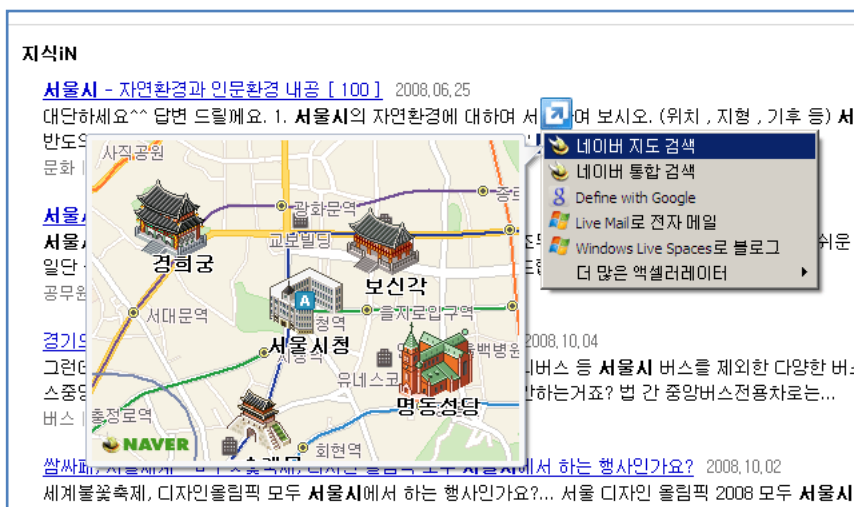 지식iN
서울시 - 자연환경과 인문환경 내공 [ 100 ] 2008,06,25
대단하세요^^ 답변 드릴께요. 1. 서울시의 자연환경에 대하여 서 며 보시오. (위치 , 지형 , 기후 등) 서
반도의
문화 |
사직공원
광화문역
종로
교보빌딩
경희궁
보신각
서대문역
을지로입구역
서울시청
시청역
유네스코
백병원
명동성당
충정로역
회현역
NAVER
네이버 지도 검색
네이버 통합 검색
Define with Google
Live Mail로 전자 메일
Windows Live Spaces로 블로그
더 많은 액셀러레이터
서울
서울시
쉬운
일단
공무원
경기의 2008,10,04
그런데 버스 등 서울시 버스를 제외한 다양한 버스
스중앙 하는거죠? 법 간 중앙버스전용차로는...
버스 |
서울시에서 하는 행사인가요? 2008,10,02
세계불꽃축제, 디자인올림픽 모두 서울시에서 하는 행사인가요?... 서울 디자인 올림픽 2008 모두 서울시